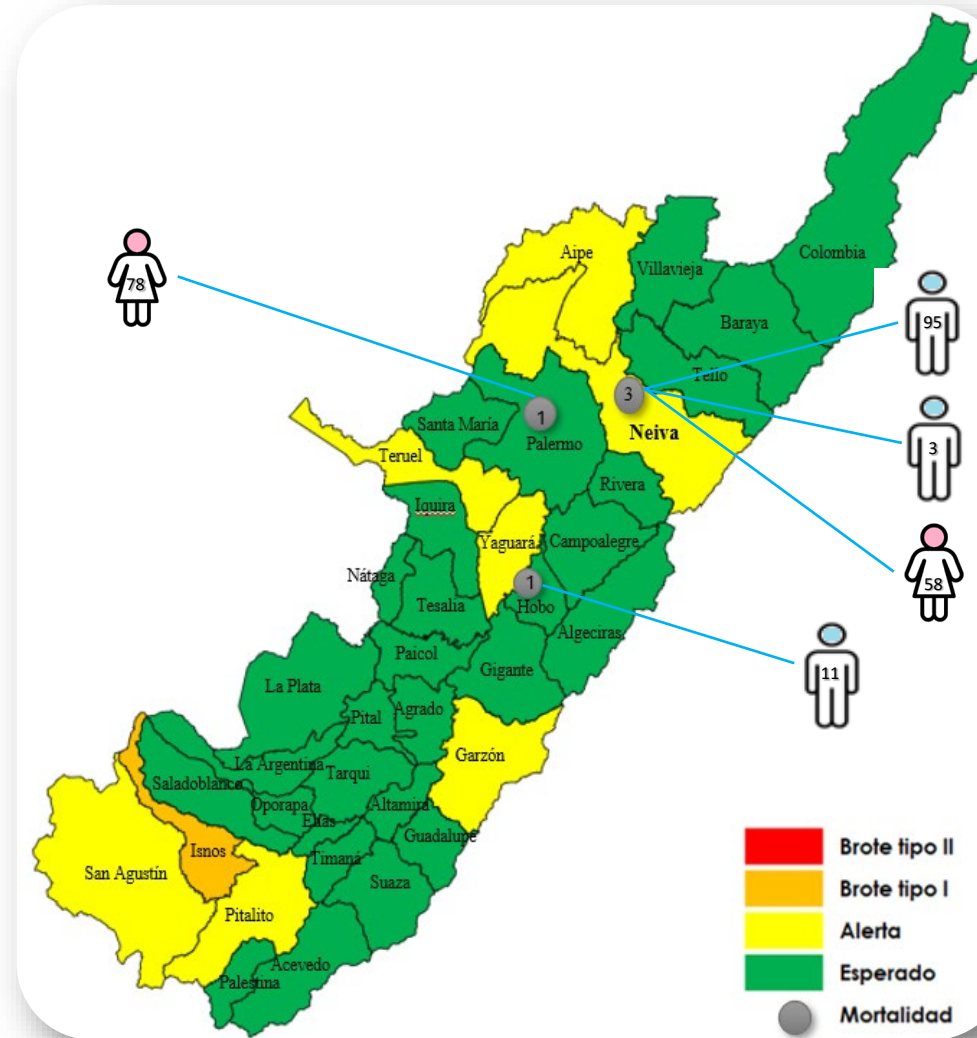 Colombia
Aipe
Villavieja
78
Baraya
95
Tello
3
1
Neiva
Santa María
Palermo
3
Teruel
Rivera
Iquira
Yaguará
Campoalegre
Nátaga
1
58
Tesalia
Hobo
Algeciras
Paicol
Gigante
11
La Plata
Pital
Agrado
Garzón
La Argentina
Tarqui
Saladoblanco
Oporapa
Altamira
Elías
Guadalupe
Isnos
Timaná
San Agustín
Suaza
Pitalito
Acevedo
Palestina
Brote tipo II
Brote tipo I
Alerta
Esperado
Mortalidad